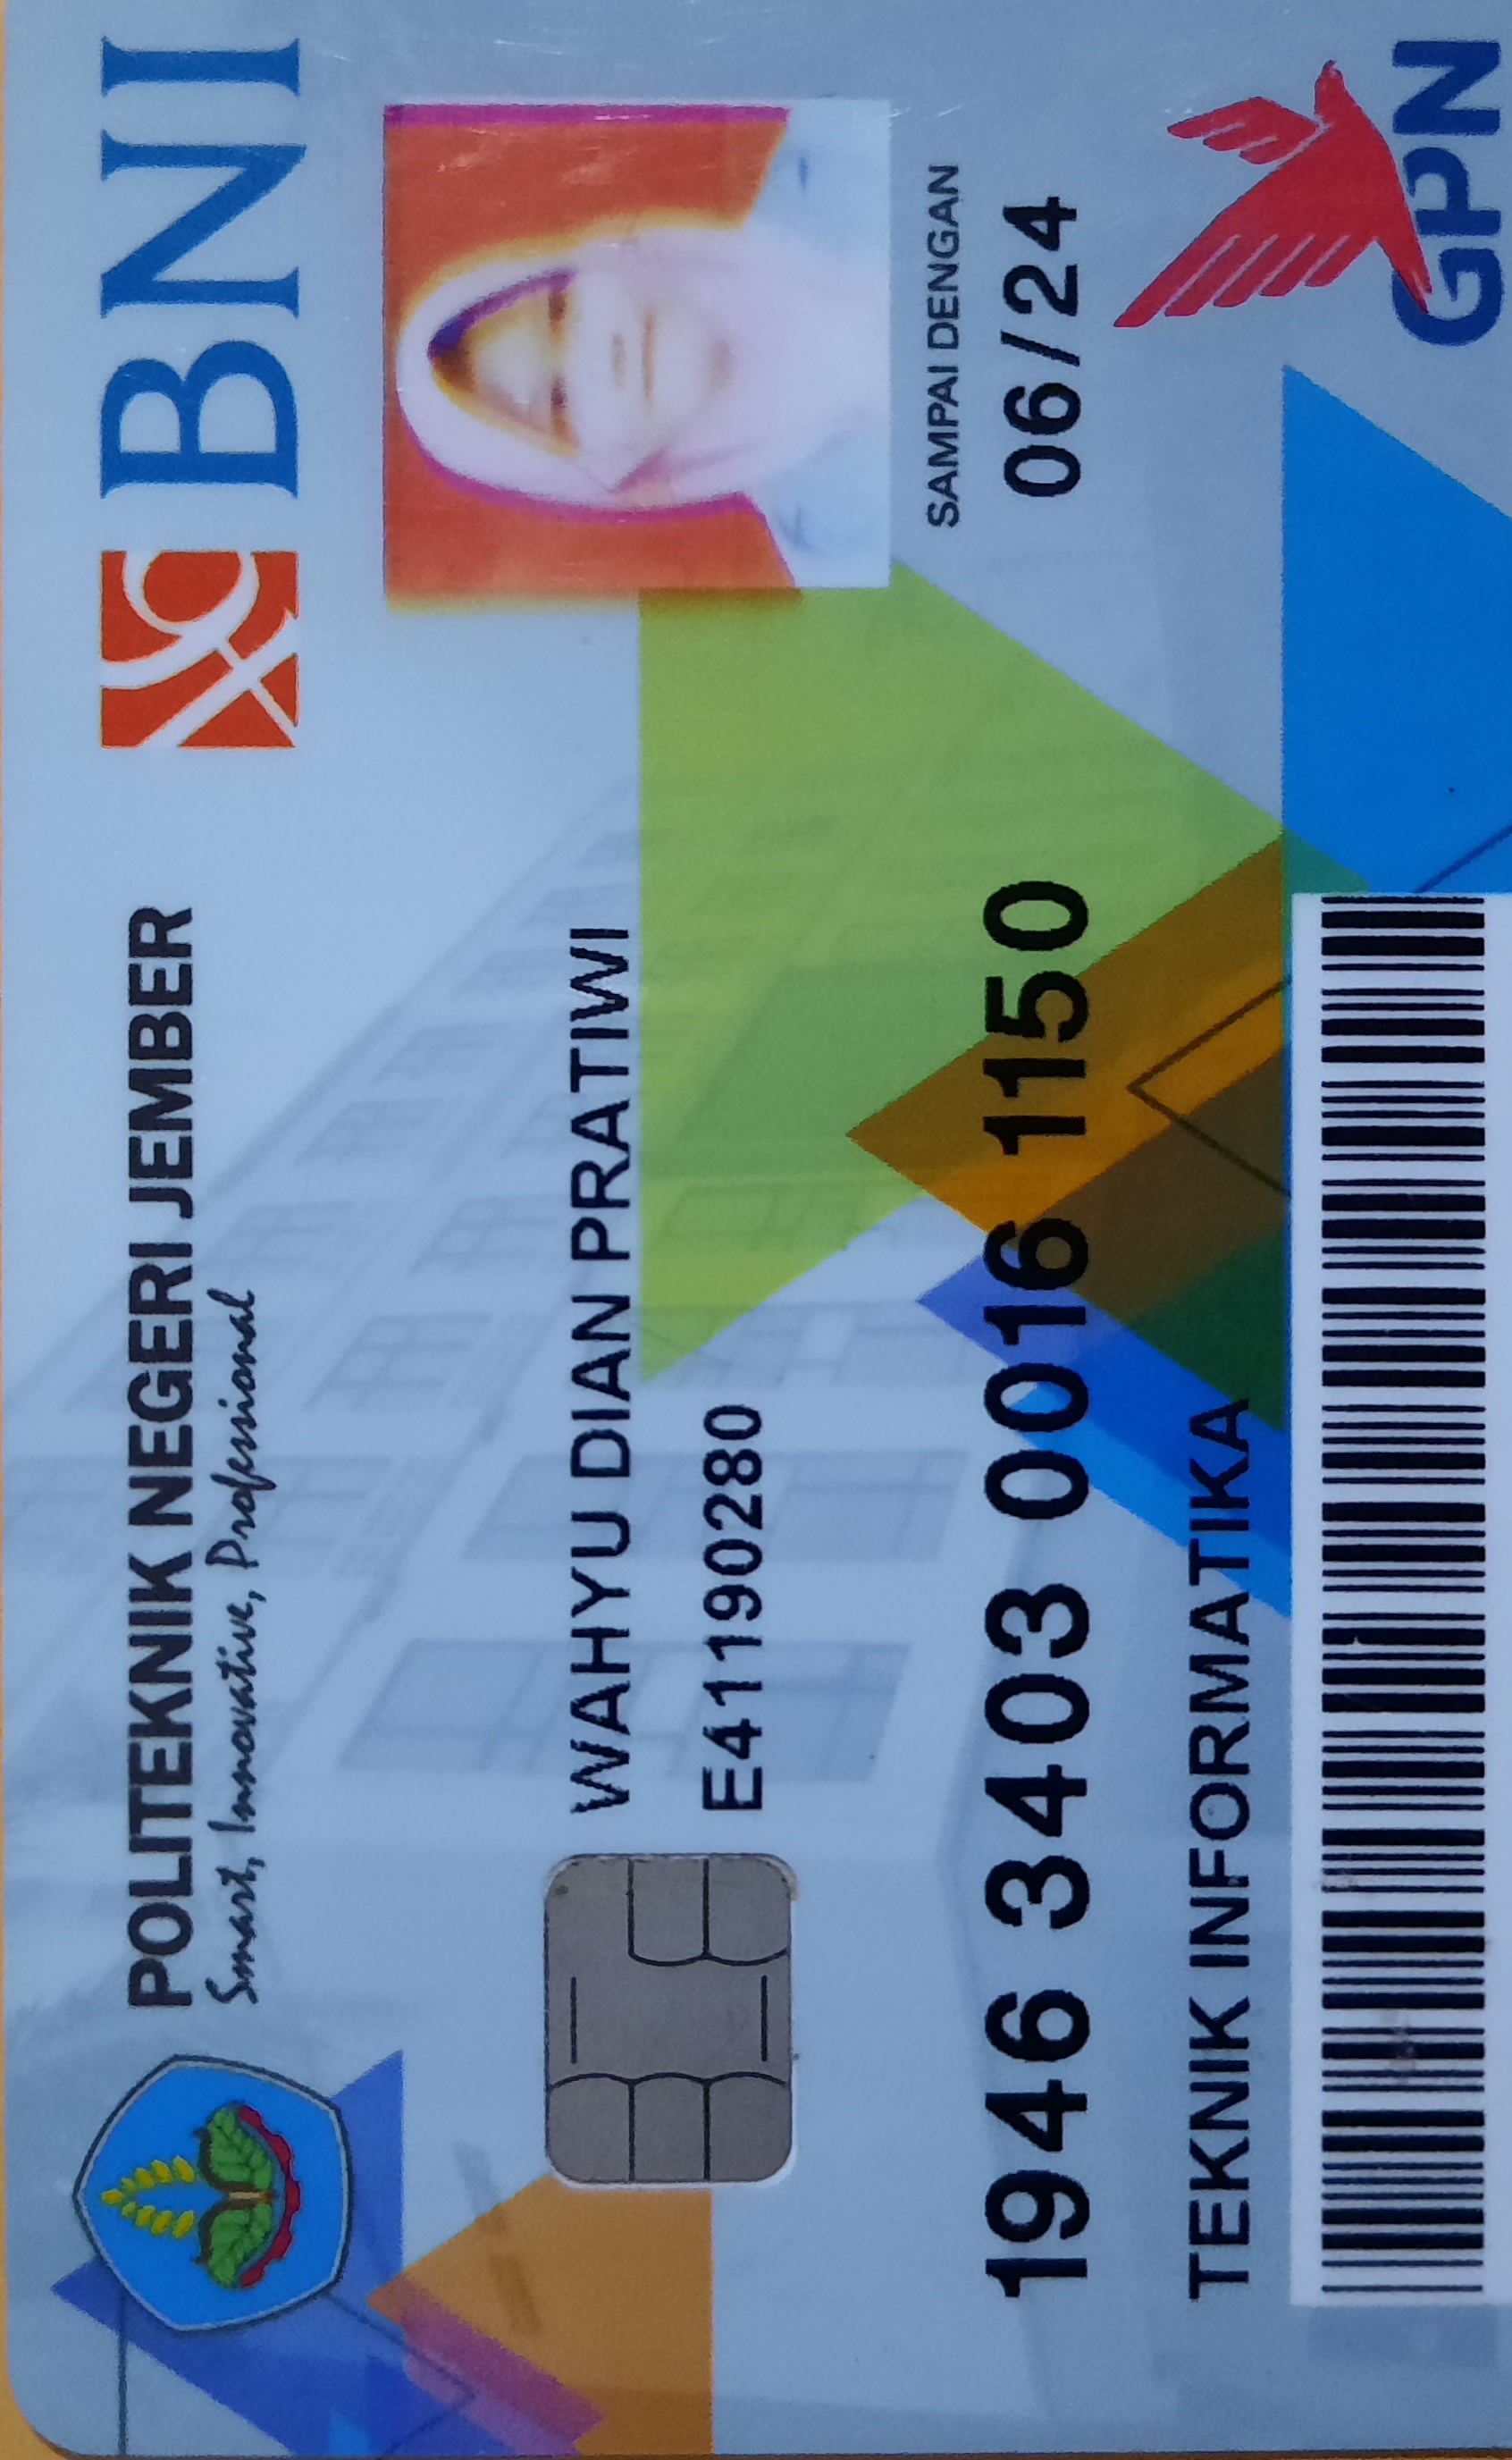 POLITEKNIK NEGERI JEMBER
Smart, Innovative, Professional
BNI
WAHYU DIAN PRATIWI
E41190280
SAMPAI DENGAN
06/24
1946 3403 0016 1150
TEKNIK INFORMATIKA
GPN